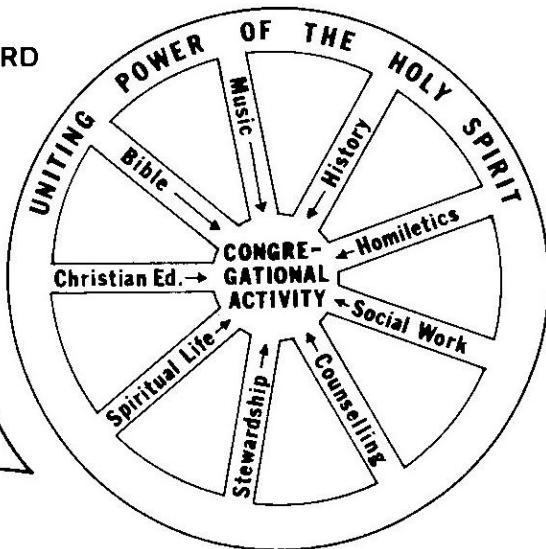 RD
UNITING POWER OF THE HOLY SPIRIT
Music
History
Bible
Homiletics
CONGRE-
GATIONAL
ACTIVITY
Christian Ed.
Social Work
Spiritual Life
Counselling
Stewardship